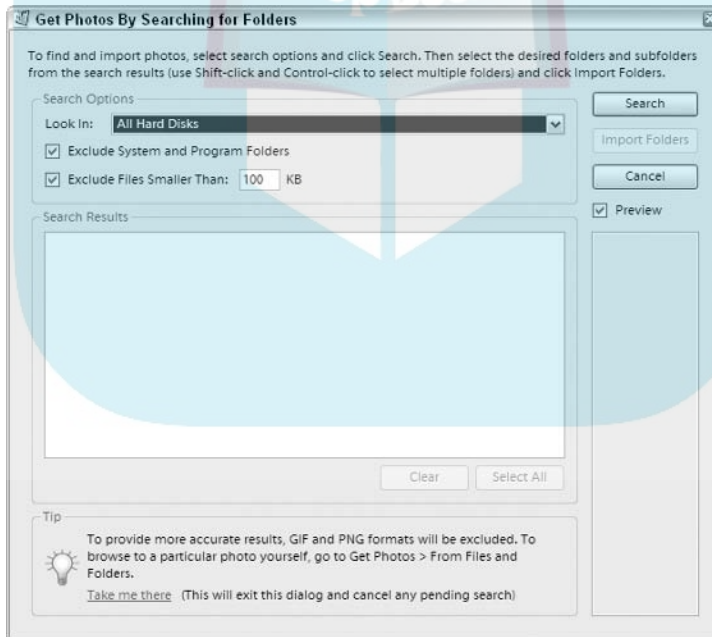 Get Photos By Searching for Folders
To find and import photos, select search options and click Search. Then select the desired folders and subfolders
from the search results (use Shift-click and Control-click to select multiple folders) and click Import Folders.
Search Options
Look In: All Hard Disks
Exclude System and Program Folders
Exclude Files Smaller Than: 100 KB
Search
Import Folders
Cancel
Preview
Search Results
Clear
Select All
Tip
To provide more accurate results, GIF and PNG formats will be excluded. To
browse to a particular photo yourself, go to Get Photos > From Files and
Folders.
Take me there (This will exit this dialog and cancel any pending search)